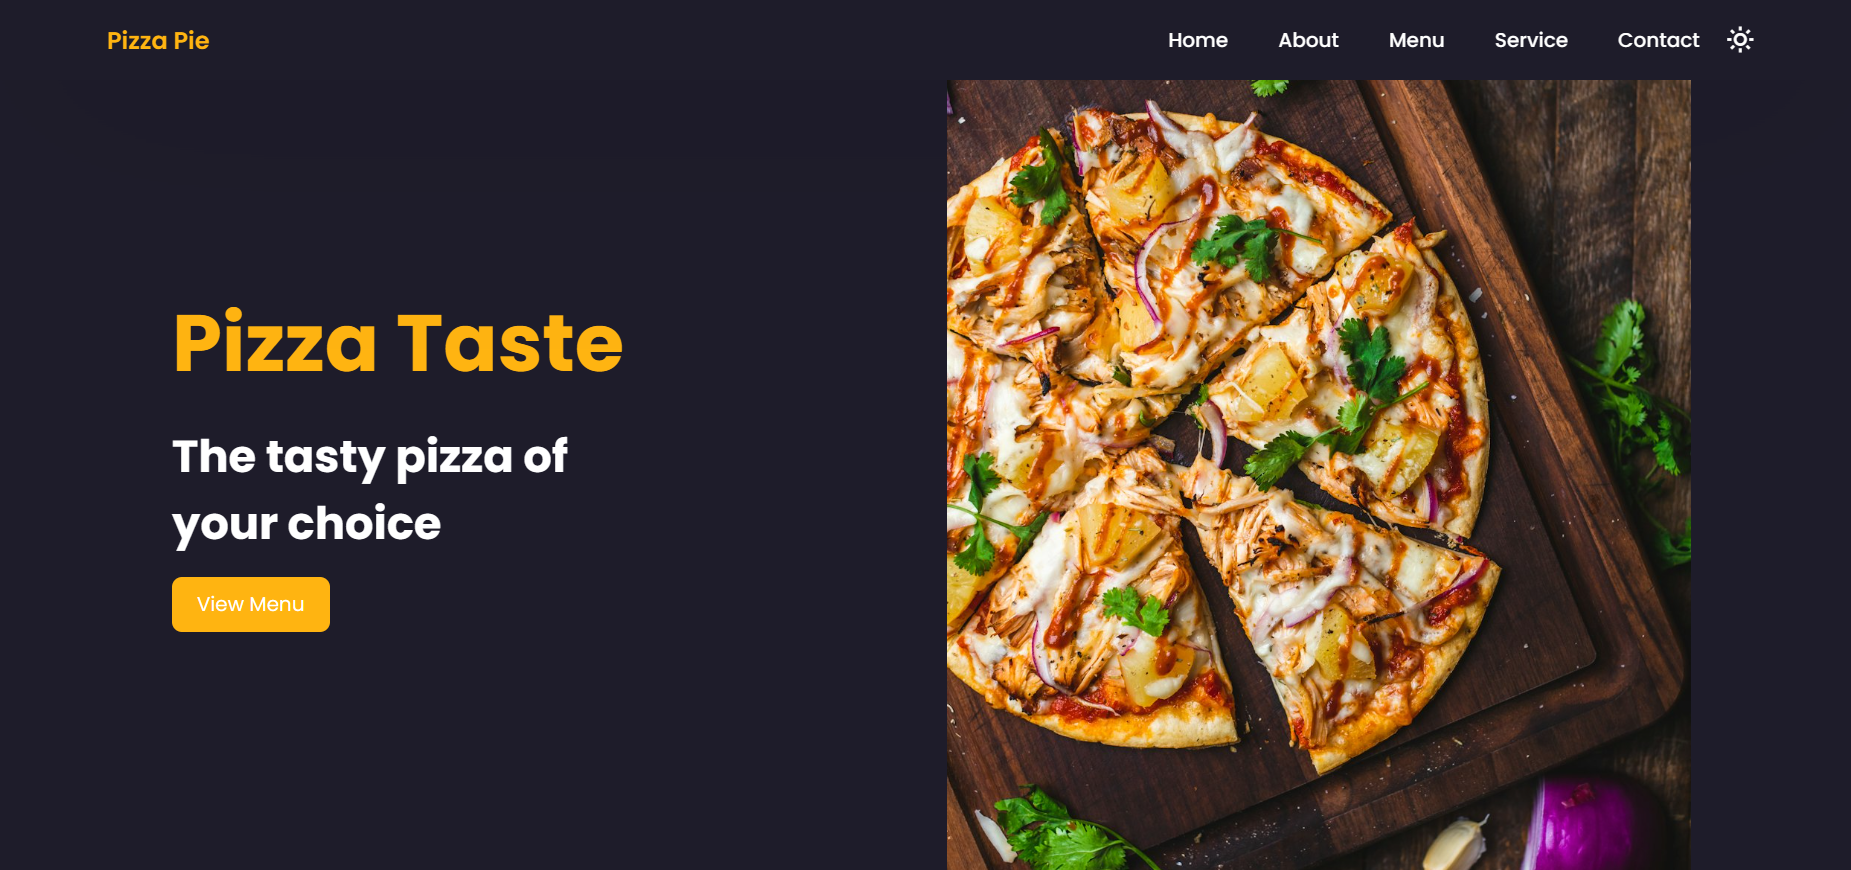 Pizza Pie
Home About Menu Service Contact
Pizza Taste
The tasty pizza of
your choice
View Menu